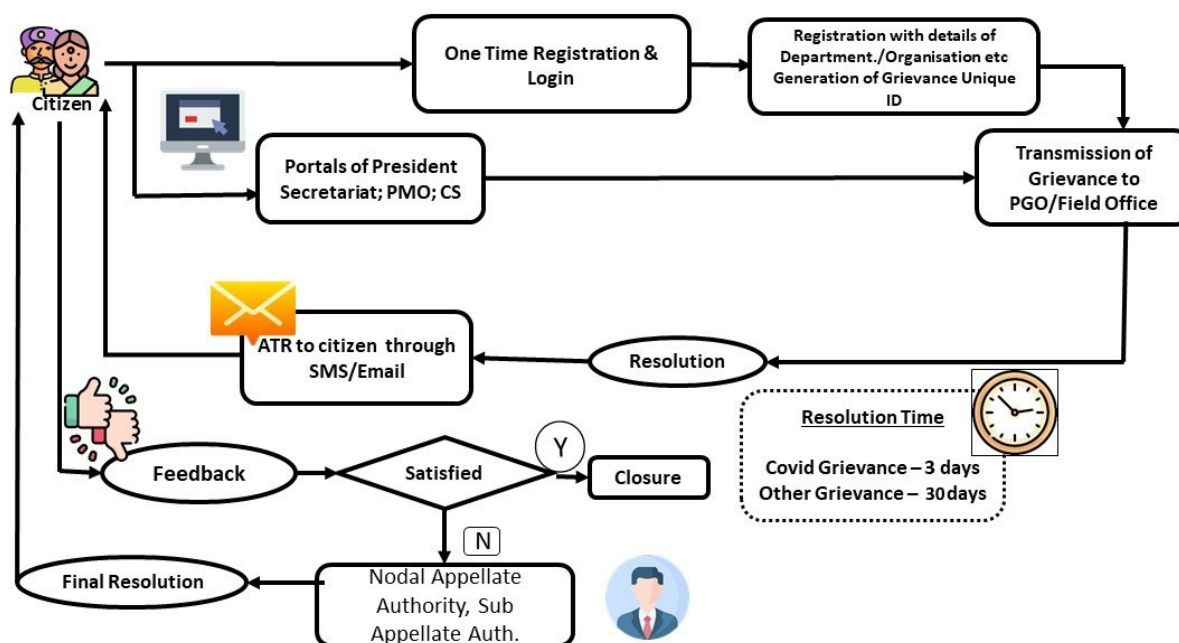 Citizen
One Time Registration &
Login
Registration with details of
Department./Organisation etc
Generation of Grievance Unique
ID
Portals of President
Secretariat; PMO; CS
Transmission of
Grievance to
PGO/Field Office
ATR to citizen through
SMS/Email
Resolution
Resolution Time
Covid Grievance – 3 days
Other Grievance – 30days
Feedback
Satisfied
Y
Closure
N
Final Resolution
Nodal Appellate
Authority, Sub
Appellate Auth.